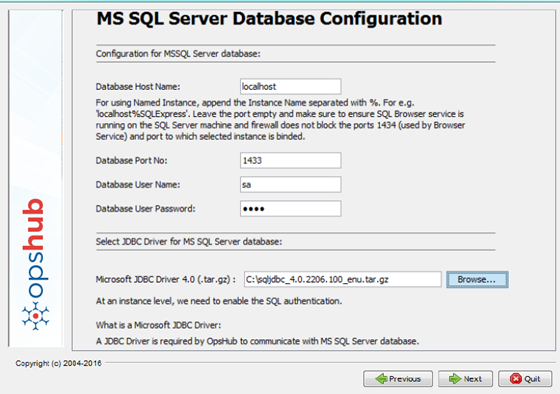 MS SQL Server Database Configuration
Configuration for MSSQL Server database:
Database Host Name:
localhost
For using Named Instance, append the Instance Name separated with %. For e.g.
'localhost%SQLExpress'. Leave the port empty and make sure to ensure SQL Browser service is
running on the SQL Server machine and firewall does not block the ports 1434 (used by Browser
Service) and port to which selected instance is binded.
Database Port No:
1433
Database User Name:
sa
Database User Password:
••••
Select JDBC Driver for MS SQL Server database:
Microsoft JDBC Driver 4.0 (.tar.gz) :
C:\sqljdbc_4.0.2206.100_enu.tar.gz
Browse...
At an instance level, we need to enable the SQL authentication.
What is a Microsoft JDBC Driver:
A JDBC Driver is required by OpsHub to communicate with MS SQL Server database.
opshub
Copyright (c) 2004-2016
Previous
Next
Quit